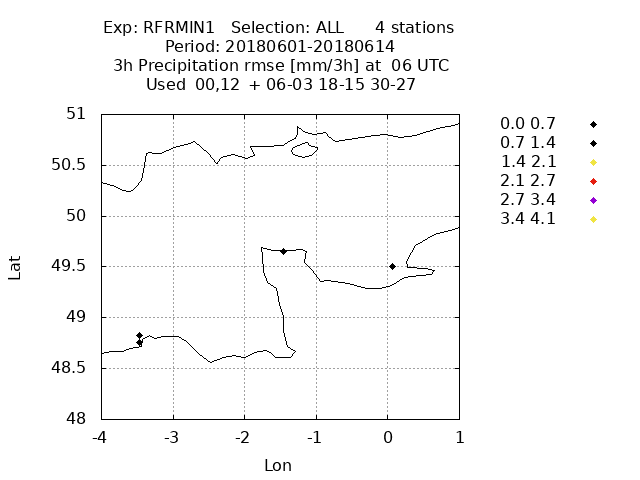 Exp: RFRMIN1   Selection: ALL      4 stations
Period: 20180601-20180614
3h Precipitation rmse [mm/3h] at  06 UTC
Used  00,12  + 06-03 18-15 30-27
51
50.5
50
49.5
49
48.5
48
-4 -3 -2 -1 0 1
Lat
Lon
0.0 0.7
0.7 1.4
1.4 2.1
2.1 2.7
2.7 3.4
3.4 4.1